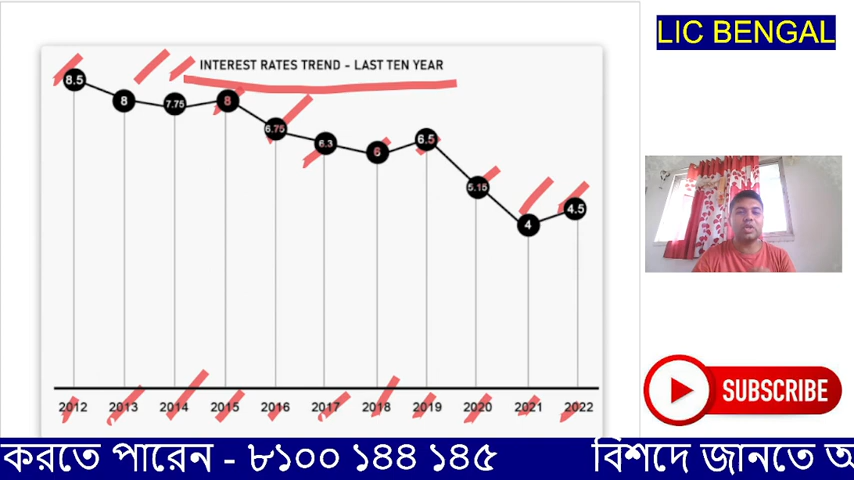 LIC BENGAL
INTEREST RATES TREND - LAST TEN YEAR
8.5
8
7.75
8
6.75
6.3
6
6.5
5.15
4
4.5
2012 2013 2014 2015 2016 2017 2018 2019 2020 2021 2022
SUBSCRIBE
করতে পারেন - ৮১০০ ১৪৪ ১৪৫ বিশদে জানতে